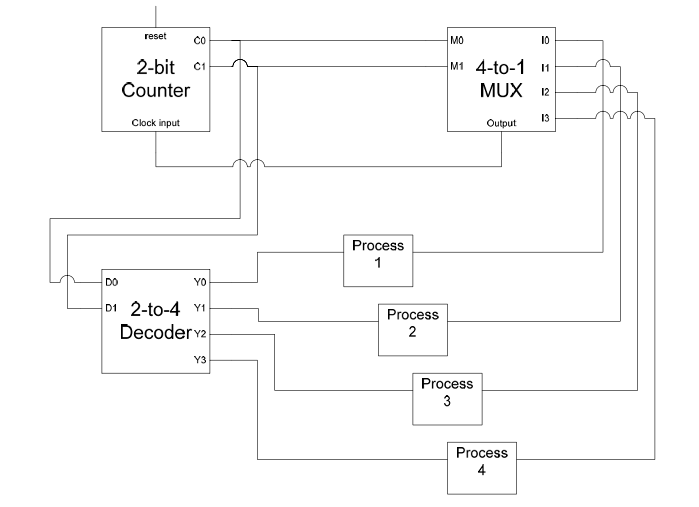 reset
C0
C1
2-bit
Counter
Clock input
M0
M1
4-to-1
MUX
Output
I0
I1
I2
I3
D0
D1
2-to-4
Decoder
Y0
Y1
Y2
Y3
Process
1
Process
2
Process
3
Process
4